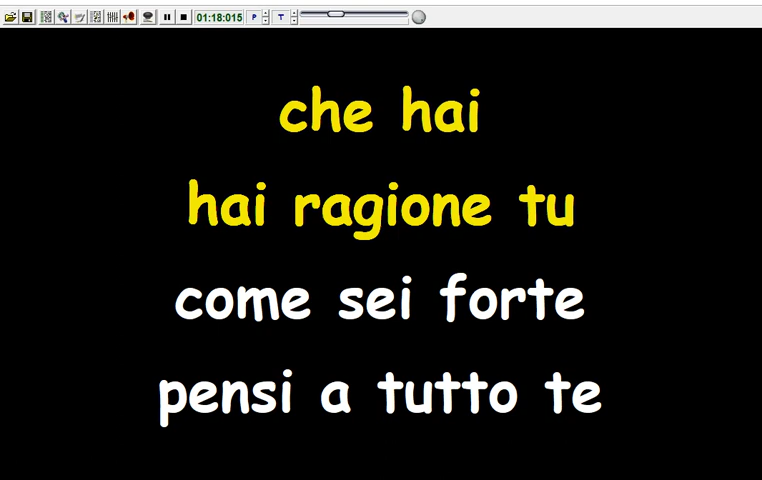 01:18:015 P T
che hai
hai ragione tu
come sei forte
pensi a tutto te